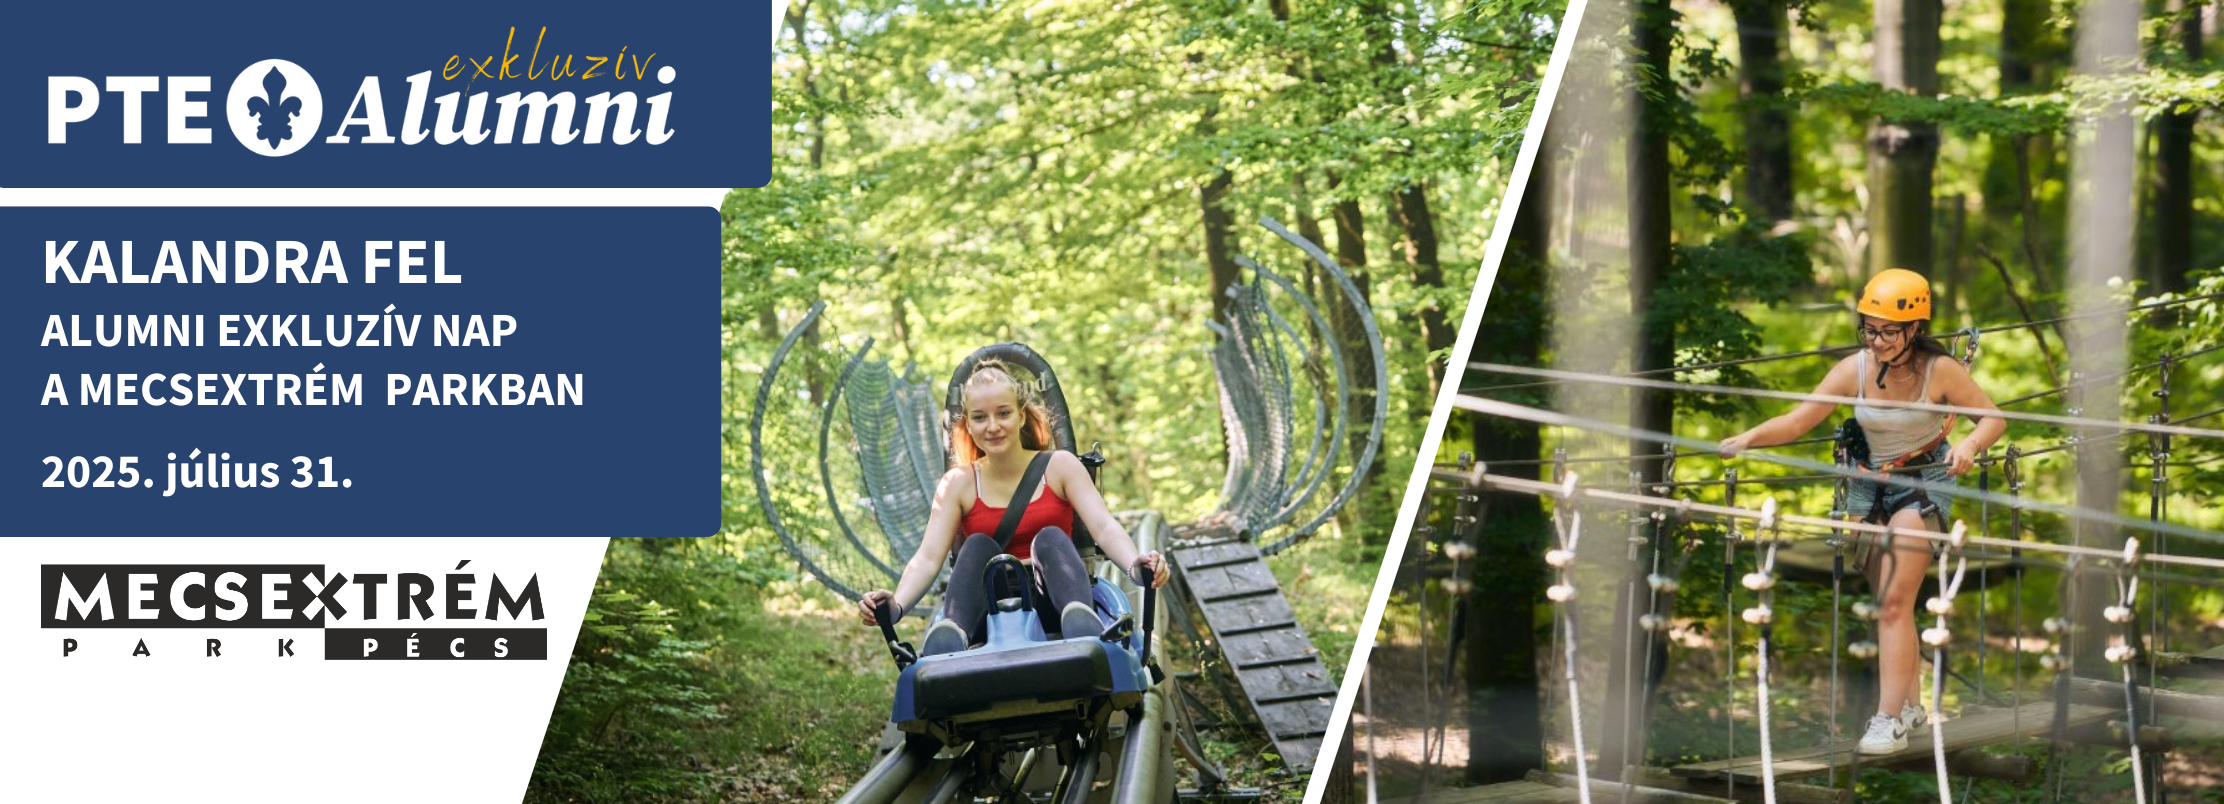 exkluzív
PTE Alumni
KALANDRA FEL
ALUMNI EXKLUZÍV NAP
A MECSEXTRÉM PARKBAN
2025. július 31.
MECSEXTRÉM
PARK PÉCS